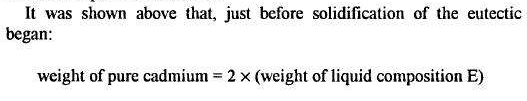 It was shown above that, just before solidification of the eutectic
began:
weight of pure cadmium = 2 × (weight of liquid composition E)